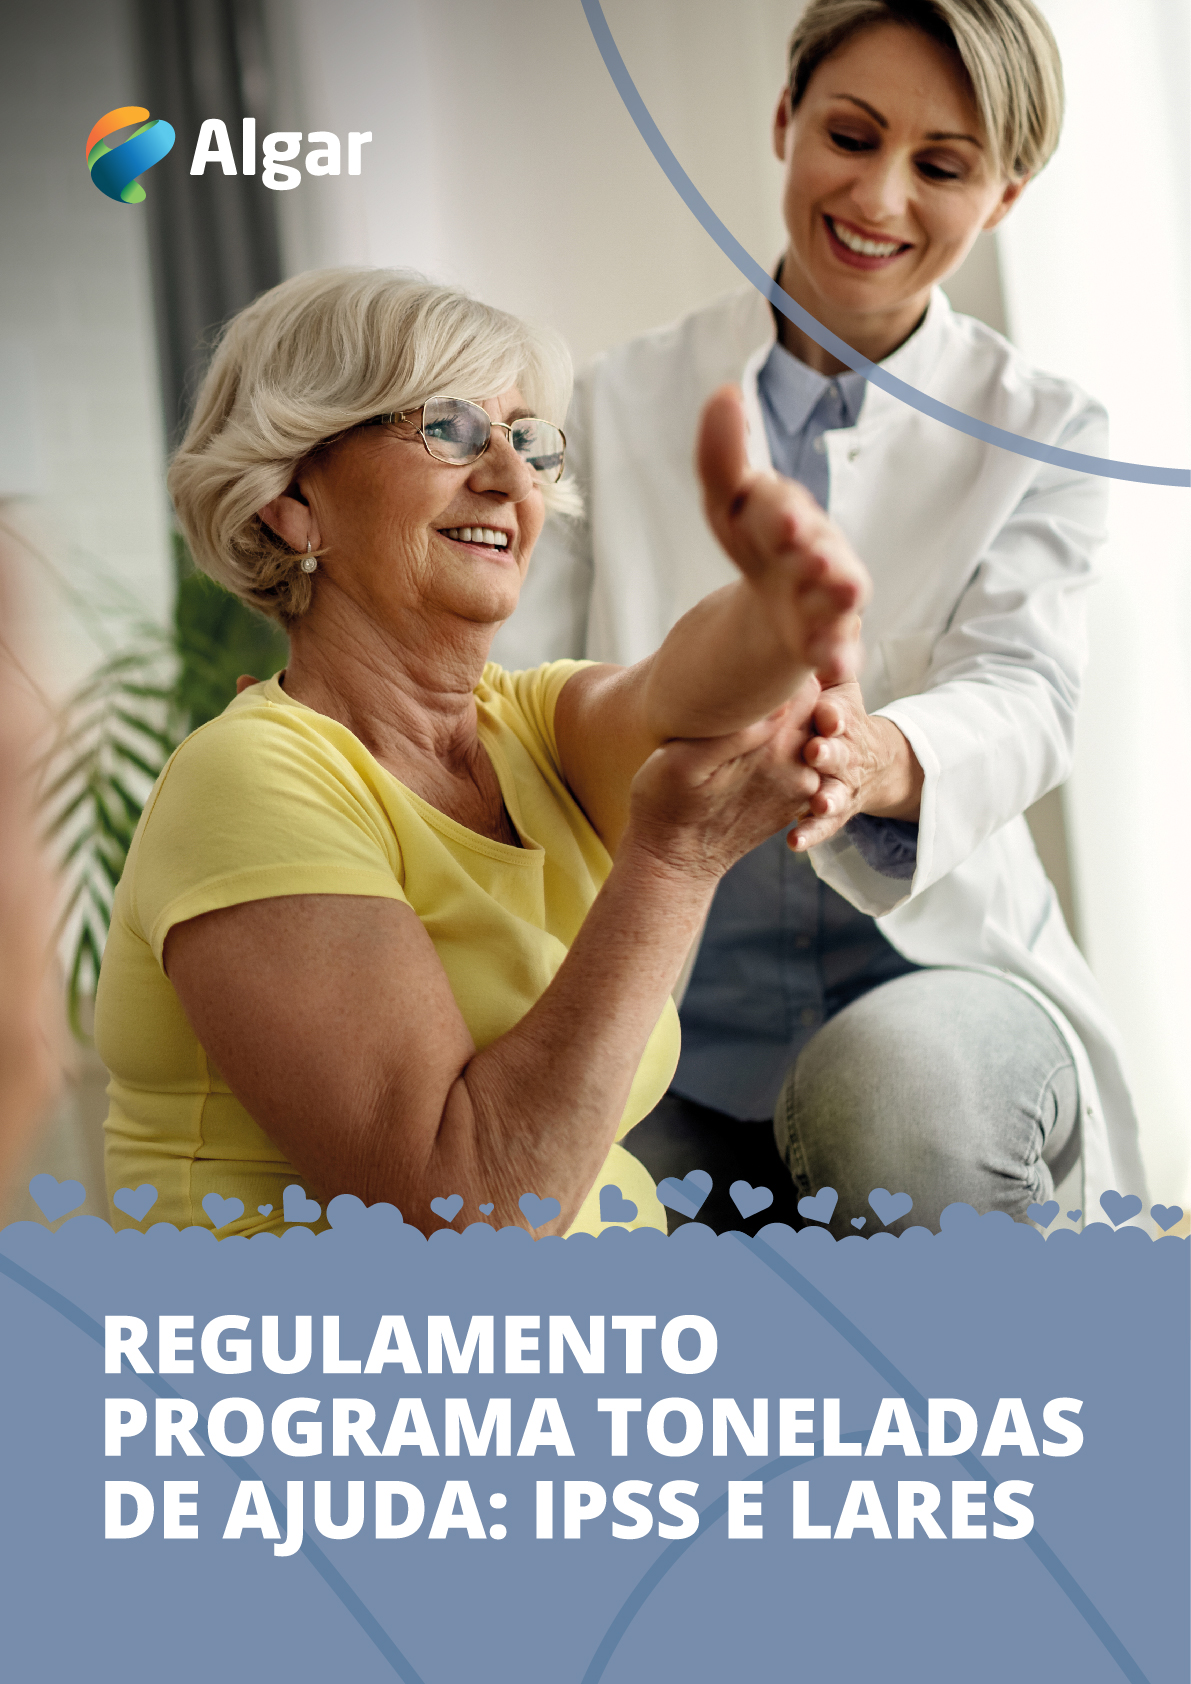 Algar
REGULAMENTO
PROGRAMA TONELADAS
DE AJUDA: IPSS E LARES